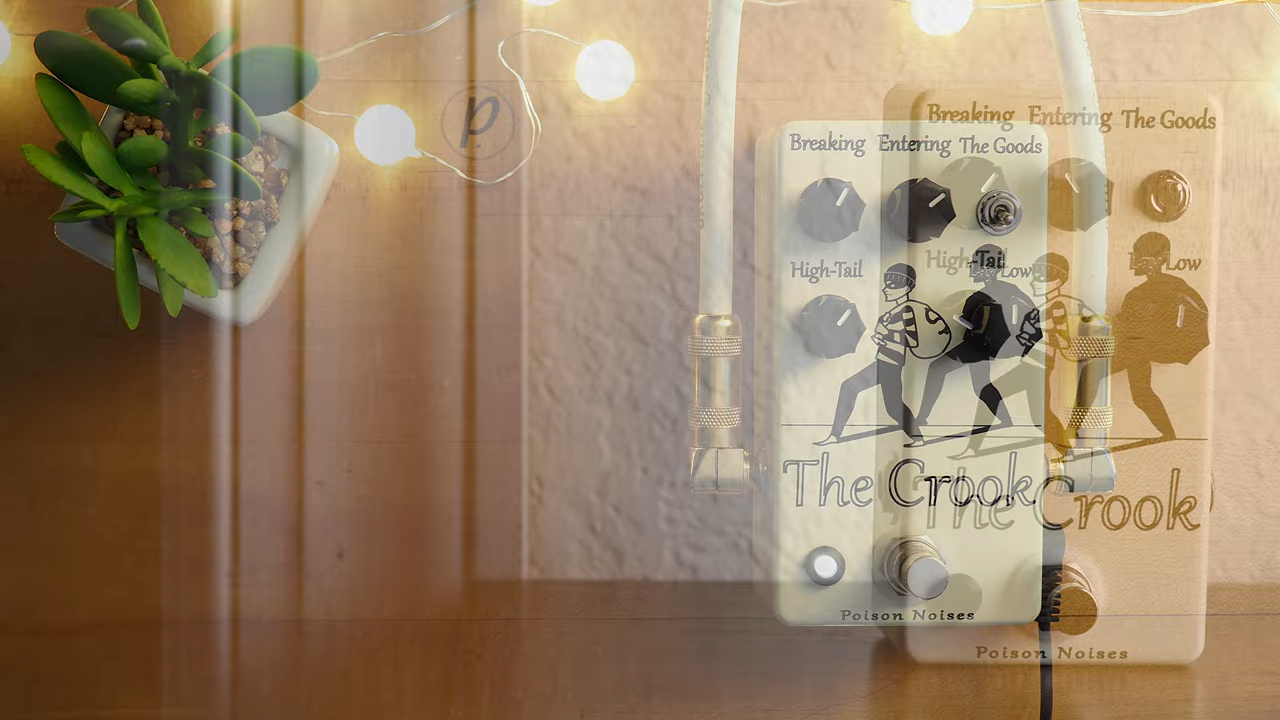 p.
Breaking Entering The Goods
Breaking Entering The Goods
High-Tail Lay Low
High-Tail Lay Low
The Crook
The Crook
Poison Noises
Poison Noises